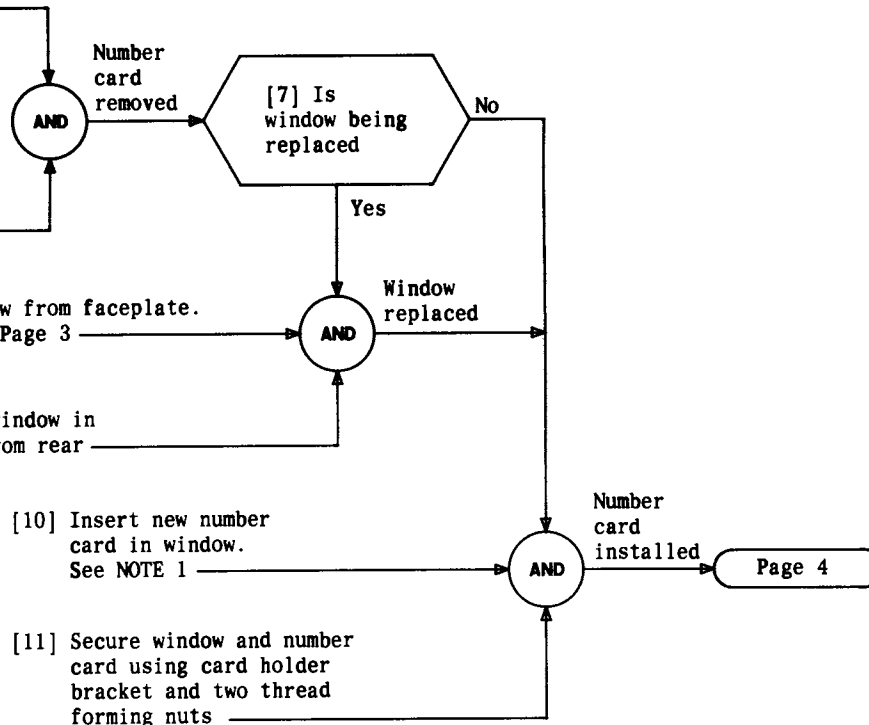 Number
card
removed
AND
[7] Is
window being
replaced
No
Yes
from faceplate.
Page 3
AND
Window
replaced
in
rear
[10] Insert new number
card in window.
See NOTE 1
AND
Number
card
installed
Page 4
[11] Secure window and number
card using card holder
bracket and two thread
forming nuts